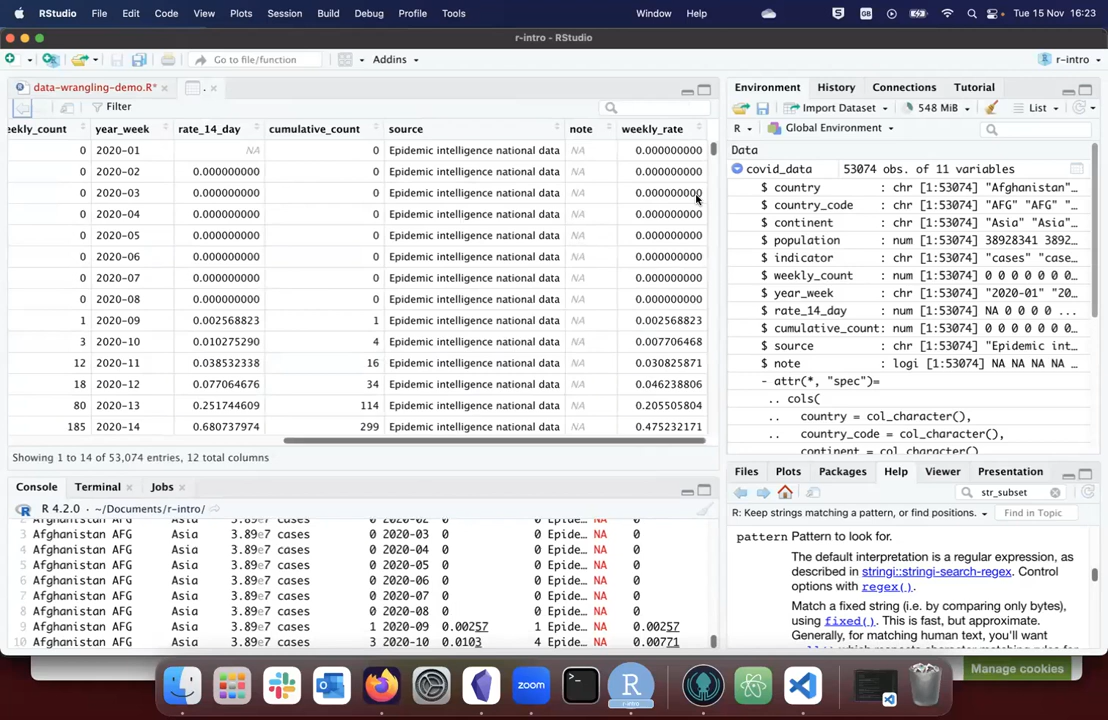 RStudio File Edit Code View Plots Session Build Debug Profile Tools Window Help GB Tue 15 Nov 16:23
r-intro - RStudio
Go to file/function Addins r-intro
data-wrangling-demo.R* × . ×
Filter
eekly_count year_week rate_14_day cumulative_count source note weekly_rate
0 2020-01 NA 0 Epidemic intelligence national data NA 0.000000000
0 2020-02 0.000000000 0 Epidemic intelligence national data NA 0.000000000
0 2020-03 0.000000000 0 Epidemic intelligence national data NA 0.000000000
0 2020-04 0.000000000 0 Epidemic intelligence national data NA 0.000000000
0 2020-05 0.000000000 0 Epidemic intelligence national data NA 0.000000000
0 2020-06 0.000000000 0 Epidemic intelligence national data NA 0.000000000
0 2020-07 0.000000000 0 Epidemic intelligence national data NA 0.000000000
0 2020-08 0.000000000 0 Epidemic intelligence national data NA 0.000000000
1 2020-09 0.002568823 1 Epidemic intelligence national data NA 0.002568823
3 2020-10 0.010275290 4 Epidemic intelligence national data NA 0.007706468
12 2020-11 0.038532338 16 Epidemic intelligence national data NA 0.030825871
18 2020-12 0.077064676 34 Epidemic intelligence national data NA 0.046238806
80 2020-13 0.251744609 114 Epidemic intelligence national data NA 0.205505804
185 2020-14 0.680737974 299 Epidemic intelligence national data NA 0.475232171
Showing 1 to 14 of 53,074 entries, 12 total columns
Console Terminal × Jobs ×
R 4.2.0 · ~/Documents/r-intro/
2 Afghanistan AFG Asia 3.89e7 cases 0 2020-02 0 0 Epide… NA 0
3 Afghanistan AFG Asia 3.89e7 cases 0 2020-03 0 0 Epide… NA 0
4 Afghanistan AFG Asia 3.89e7 cases 0 2020-04 0 0 Epide… NA 0
5 Afghanistan AFG Asia 3.89e7 cases 0 2020-05 0 0 Epide… NA 0
6 Afghanistan AFG Asia 3.89e7 cases 0 2020-06 0 0 Epide… NA 0
7 Afghanistan AFG Asia 3.89e7 cases 0 2020-07 0 0 Epide… NA 0
8 Afghanistan AFG Asia 3.89e7 cases 0 2020-08 0 0 Epide… NA 0
9 Afghanistan AFG Asia 3.89e7 cases 1 2020-09 0.00257 1 Epide… NA 0.00257
10 Afghanistan AFG Asia 3.89e7 cases 3 2020-10 0.0103 4 Epide… NA 0.00771
Environment History Connections Tutorial
Import Dataset 548 MiB List
R Global Environment
Data
covid_data 53074 obs. of 11 variables
$ country : chr [1:53074] "Afghanistan"…
$ country_code : chr [1:53074] "AFG" "AFG" …
$ continent : chr [1:53074] "Asia" "Asia"…
$ population : num [1:53074] 38928341 3892…
$ indicator : chr [1:53074] "cases" "case…
$ weekly_count : num [1:53074] 0 0 0 0 0 0 0…
$ year_week : chr [1:53074] "2020-01" "20…
$ rate_14_day : num [1:53074] NA 0 0 0 0 ...
$ cumulative_count: num [1:53074] 0 0 0 0 0 0 0…
$ source : chr [1:53074] "Epidemic int…
$ note : logi [1:53074] NA NA NA NA N…
- attr(*, "spec")=
.. cols(
.. country = col_character(),
.. country_code = col_character(),
.. continent = col_character(),
Files Plots Packages Help Viewer Presentation
str_subset
R: Keep strings matching a pattern, or find positions. Find in Topic
pattern Pattern to look for.
The default interpretation is a regular expression, as
described in stringi::stringi-search-regex. Control
options with regex().
Match a fixed string (i.e. by comparing only bytes),
using fixed(). This is fast, but approximate.
Generally, for matching human text, you'll want
Manage cookies
zoom
R
r-intro